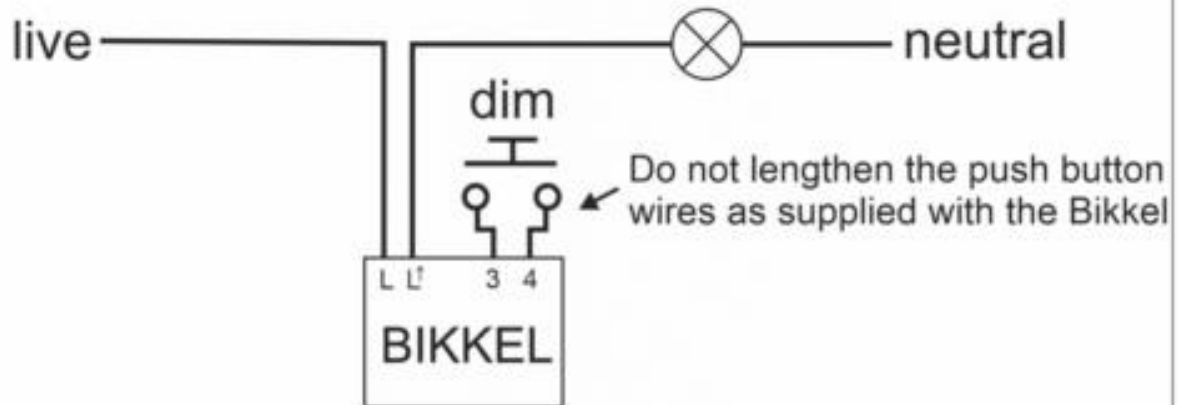 live
neutral
dim
Do not lengthen the push button
wires as supplied with the Bikkel
L L↑ 3 4
BIKKEL